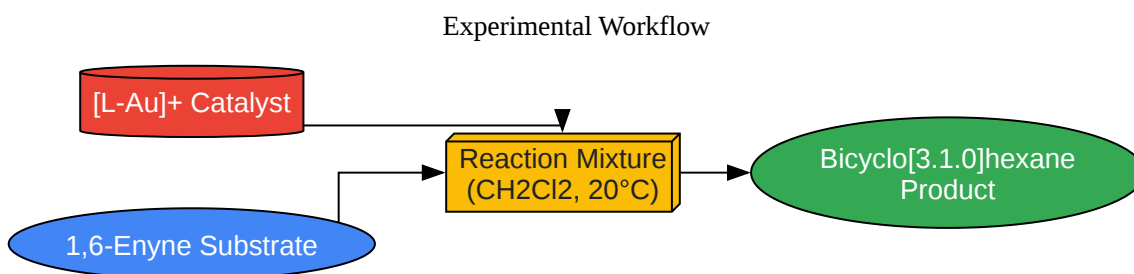 Experimental Workflow
[L-Au]+ Catalyst
Reaction Mixture
(CH2Cl2, 20°C)
Bicyclo[3.1.0]hexane
Product
1,6-Enyne Substrate